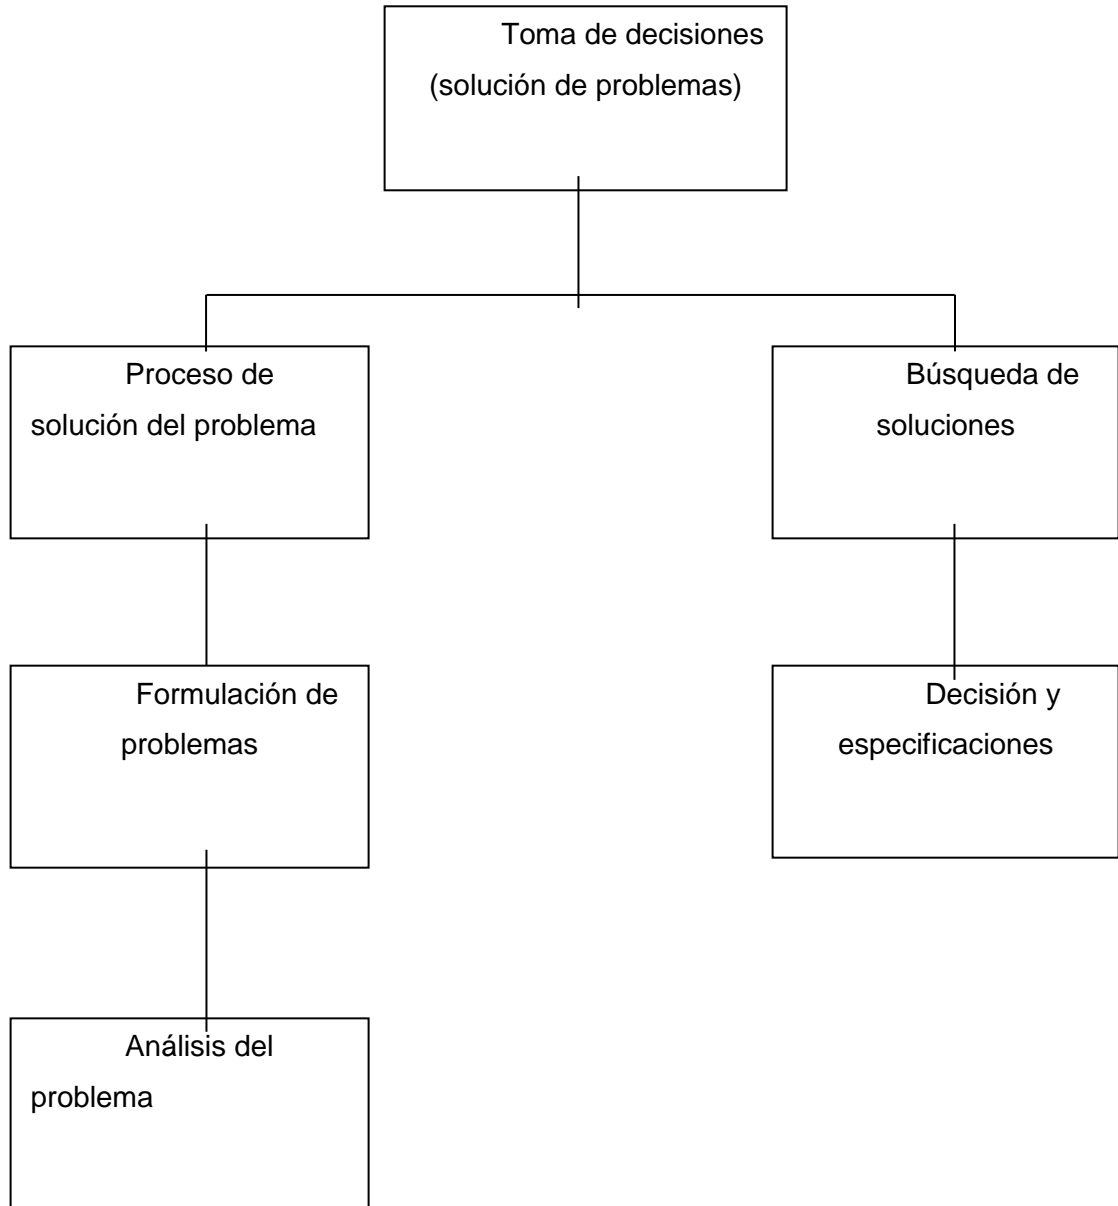 Toma de decisiones
(solución de problemas)
Proceso de
solución del problema
Búsqueda de
soluciones
Formulación de
problemas
Decisión y
especificaciones
Análisis del
problema